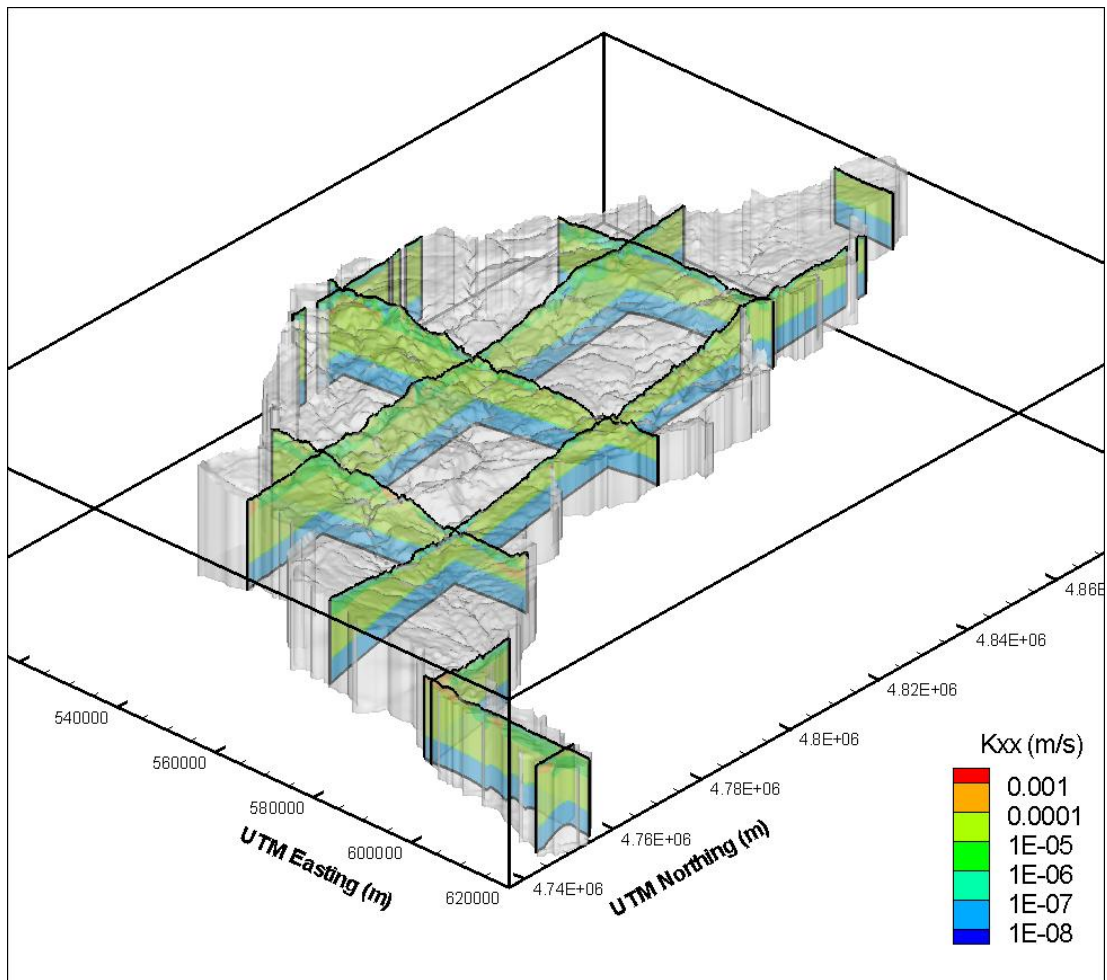 4.86E
4.84E+06
4.82E+06
4.8E+06
4.78E+06
4.76E+06
4.74E+06
UTM Northing (m)
540000
560000
580000
600000
620000
UTM Easting (m)
Kxx (m/s)
0.001
0.0001
1E-05
1E-06
1E-07
1E-08